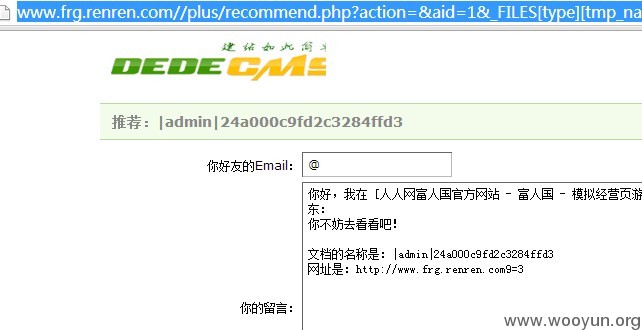 www.frg.renren.com//plus/recommend.php?action=&aid=1&_FILES[type][tmp_na
建站如此简单
DEDECMS
推荐：|admin|24a000c9fd2c3284ffd3
你好友的Email： @
你好，我在 [人人网富人国官方网站 - 富人国 - 模拟经营页游
东：
你不妨去看看吧！
文档的名称是：|admin|24a000c9fd2c3284ffd3
网址是：http://www.frg.renren.com9=3
你的留言：
www.wooyun.org